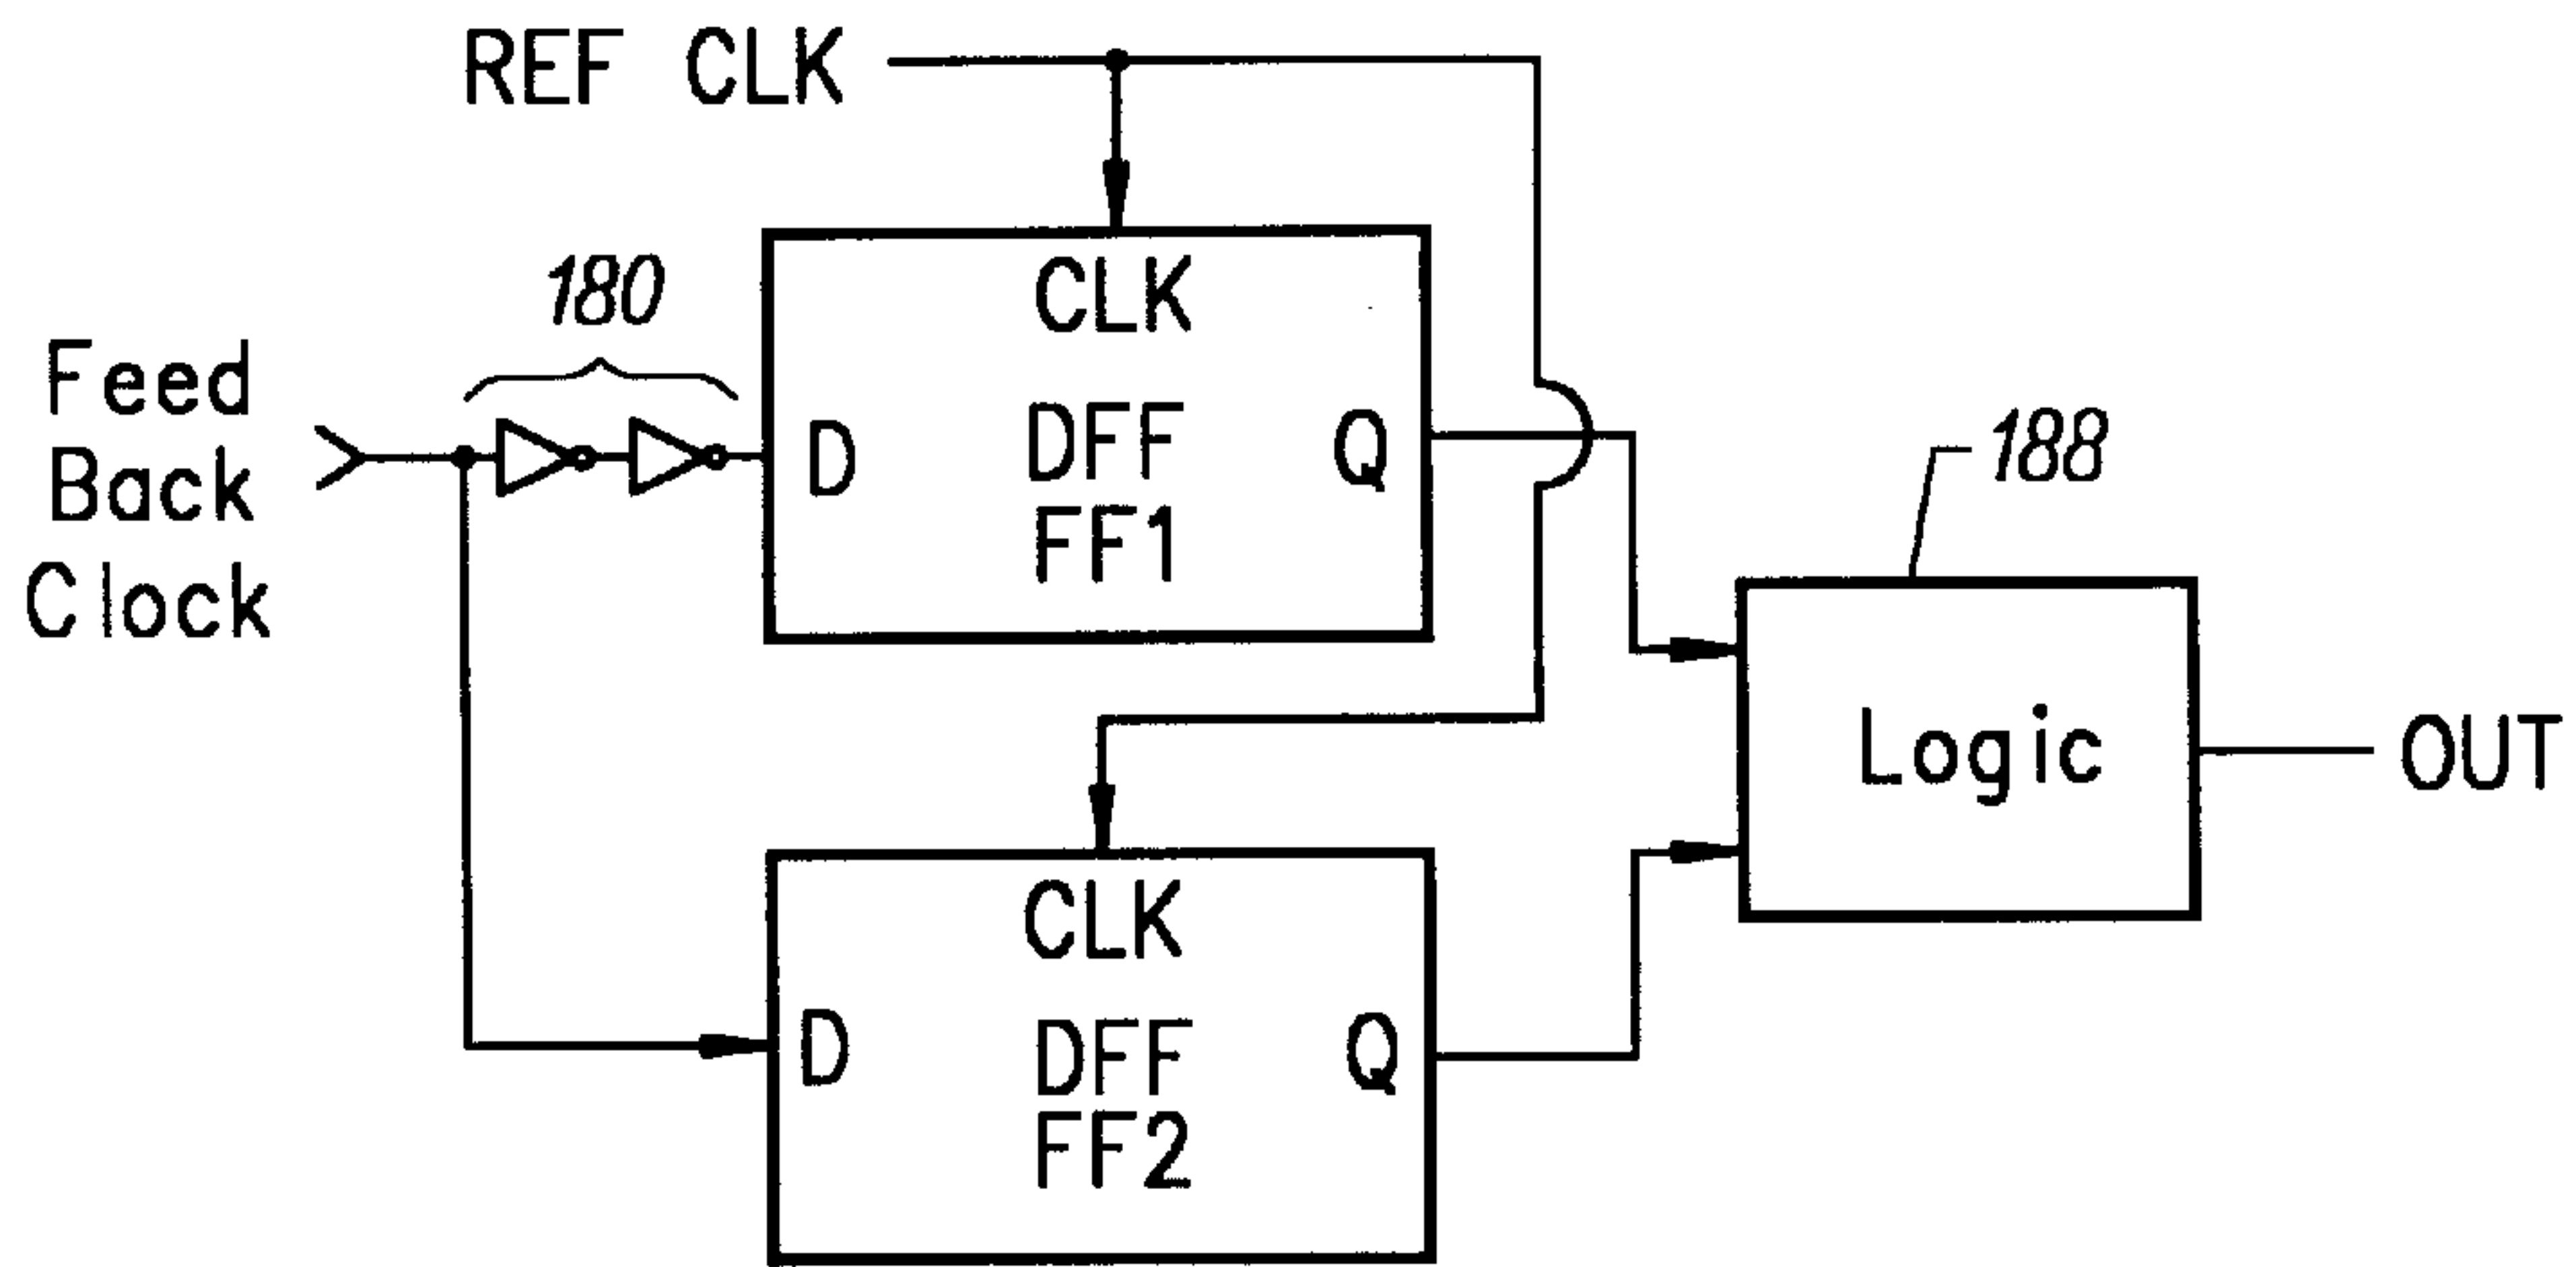 REF CLK
180
CLK
Feed
Back
Clock
D
DFF
FF1
Q
188
Logic
OUT
CLK
D
DFF
FF2
Q